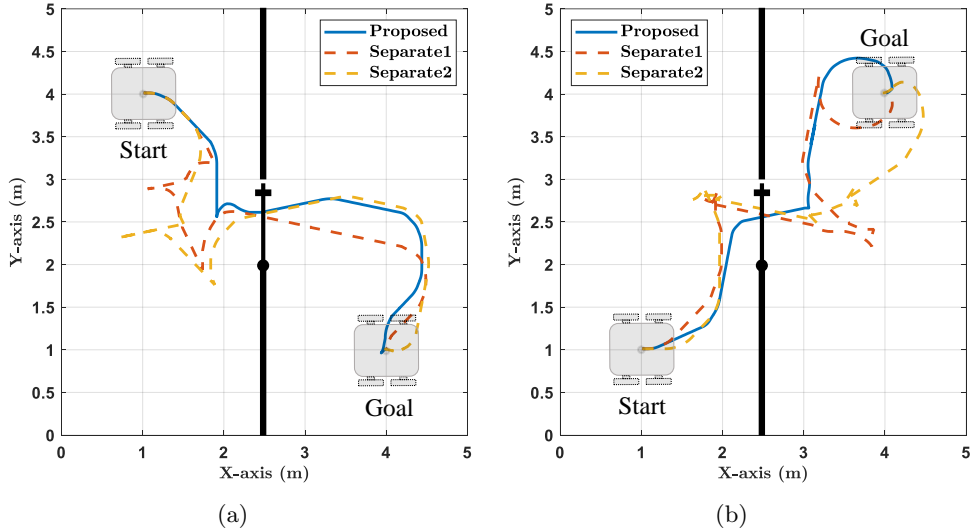 Proposed
Separate1
Separate2
Start
Goal
5
4.5
4
3.5
3
2.5
2
1.5
1
0.5
0
0 1 2 3 4 5
Y-axis (m)
X-axis (m)
(a)
Proposed
Separate1
Separate2
Goal
Start
5
4.5
4
3.5
3
2.5
2
1.5
1
0.5
0
0 1 2 3 4 5
Y-axis (m)
X-axis (m)
(b)